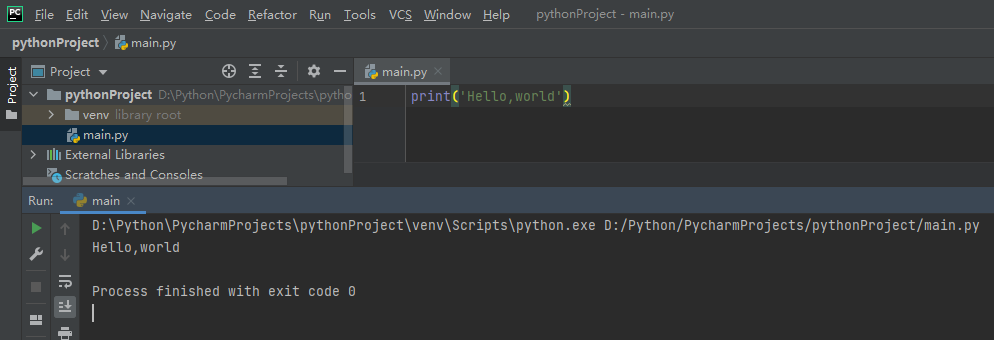 PC File Edit View Navigate Code Refactor Run Tools VCS Window Help pythonProject - main.py
pythonProject main.py
Project
Project
main.py
pythonProject D:\Python\PycharmProjects\pytho
venv library root
main.py
External Libraries
Scratches and Consoles
1 print('Hello,world')
Run: main
D:\Python\PycharmProjects\pythonProject\venv\Scripts\python.exe D:/Python/PycharmProjects/pythonProject/main.py
Hello,world
Process finished with exit code 0